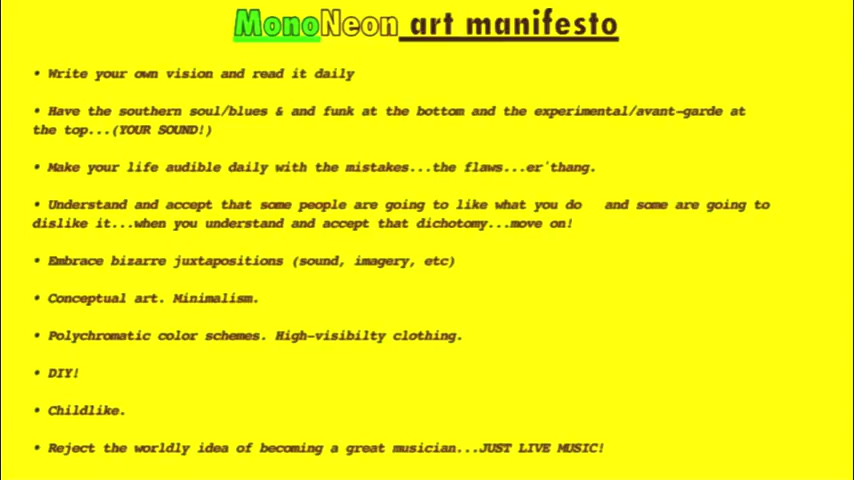 MonoNeon art manifesto
• Write your own vision and read it daily
• Have the southern soul/blues & and funk at the bottom and the experimental/avant-garde at
the top...(YOUR SOUND!)
• Make your life audible daily with the mistakes...the flaws...er'thang.
• Understand and accept that some people are going to like what you do and some are going to
dislike it...when you understand and accept that dichotomy...move on!
• Embrace bizarre juxtapositions (sound, imagery, etc)
• Conceptual art. Minimalism.
• Polychromatic color schemes. High-visibilty clothing.
• DIY!
• Childlike.
• Reject the worldly idea of becoming a great musician...JUST LIVE MUSIC!